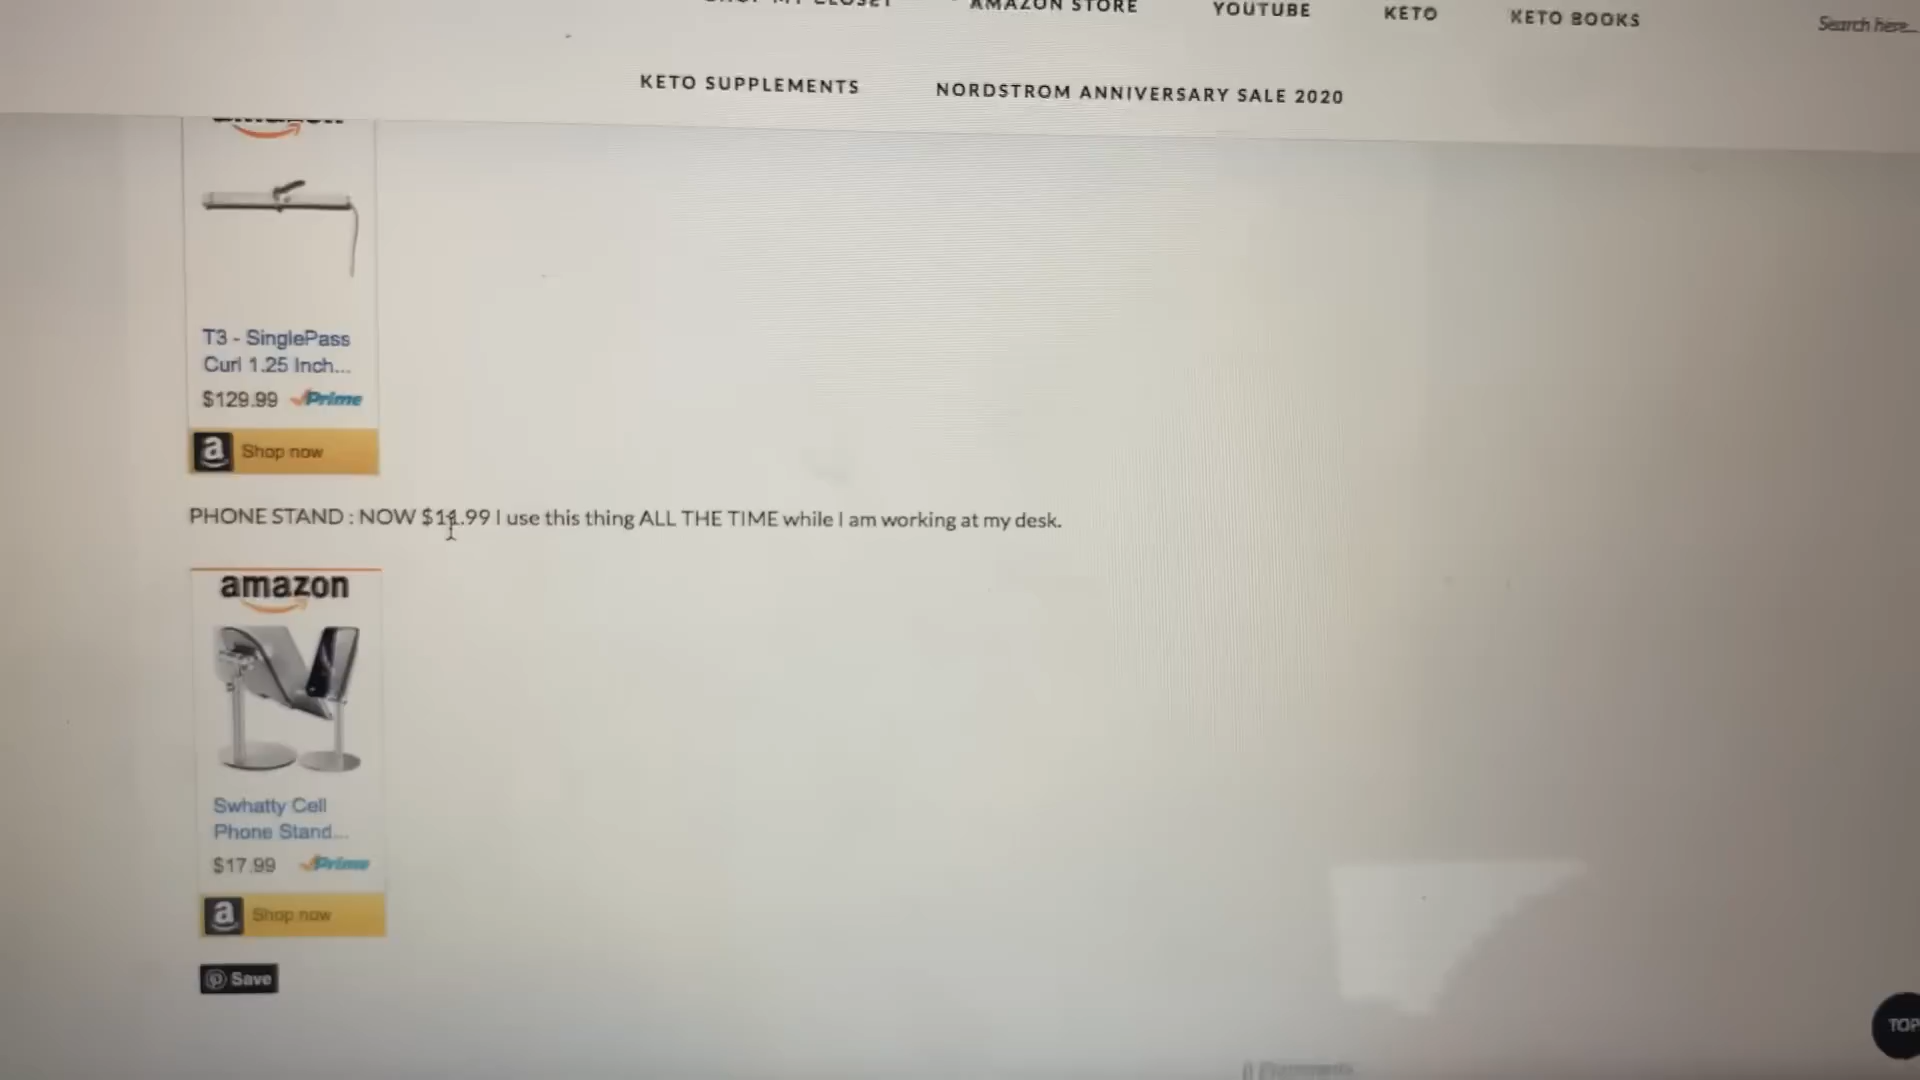 AMAZON STORE YOUTUBE KETO KETO BOOKS Search here...
KETO SUPPLEMENTS NORDSTROM ANNIVERSARY SALE 2020
T3 - SinglePass
Curl 1.25 Inch...
$129.99 Prime
a Shop now
PHONE STAND : NOW $11.99 I use this thing ALL THE TIME while I am working at my desk.
amazon
Swhatty Cell
Phone Stand...
$17.99 Prime
a Shop now
Save
TOP